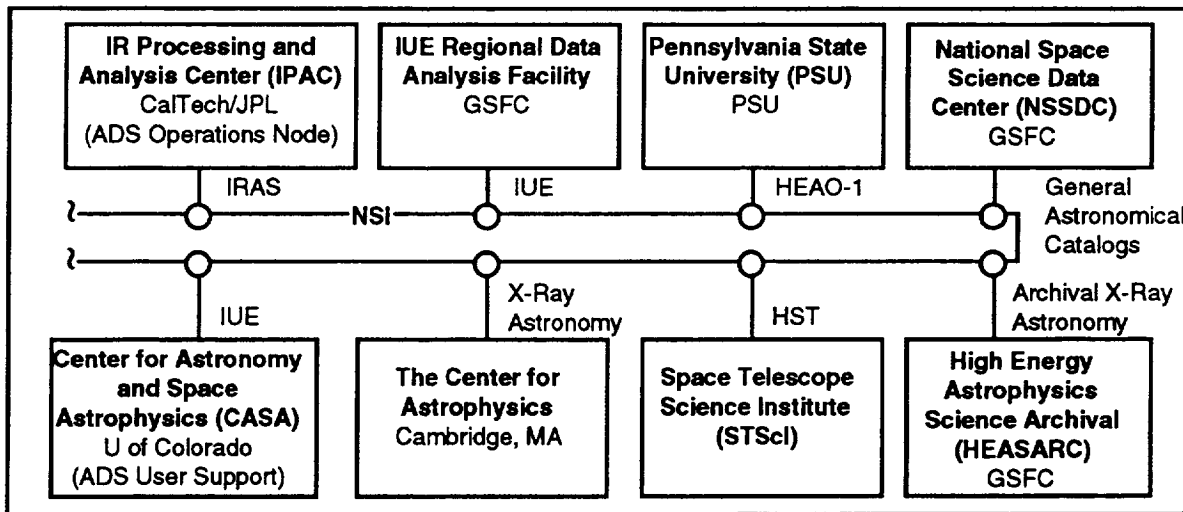 IR Processing and
Analysis Center (IPAC)
CalTech/JPL
(ADS Operations Node)
IUE Regional Data
Analysis Facility
GSFC
Pennsylvania State
University (PSU)
PSU
National Space
Science Data
Center (NSSDC)
GSFC
IRAS
IUE
HEAO-1
General
Astronomical
Catalogs
NSI
IUE
X-Ray
Astronomy
HST
Archival X-Ray
Astronomy
Center for Astronomy
and Space
Astrophysics (CASA)
U of Colorado
(ADS User Support)
The Center for
Astrophysics
Cambridge, MA
Space Telescope
Science Institute
(STScI)
High Energy
Astrophysics
Science Archival
(HEASARC)
GSFC